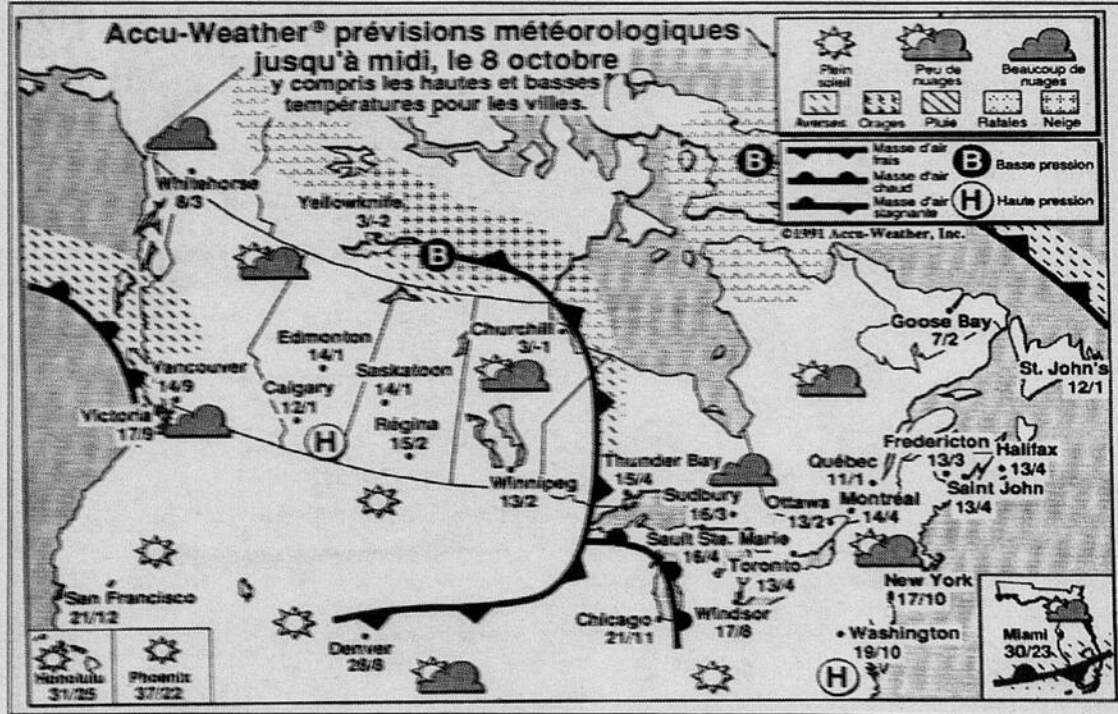 Accu-Weather® prévisions météorologiques
jusqu'à midi, le 8 octobre
y compris les hautes et basses
températures pour les villes.
Plein soleil
Peu de nuages
Beaucoup de nuages
Averses
Orages
Pluie
Rafales
Neige
Masse d'air frais
Masse d'air chaud
Masse d'air stagnante
B
Basse pression
H
Haute pression
©1991 Accu-Weather, Inc.
B
Whitehorse
8/3
Yellowknife
3/-2
B
Edmonton
14/1
Churchill
3/-1
Goose Bay
7/2
Vancouver
14/9
Calgary
12/1
Saskatoon
14/1
St. John's
12/1
Victoria
17/9
H
Régina
15/2
Winnipeg
13/2
Thunder Bay
15/4
Sudbury
16/3
Ottawa
13/2
Québec
11/1
Montréal
14/4
Fredericton
13/3
Halifax
13/4
Saint John
13/4
Sault Ste. Marie
16/4
Toronto
13/4
San Francisco
21/12
Denver
28/8
Chicago
21/11
Windsor
17/8
New York
17/10
Washington
19/10
H
Miami
30/23
Honolulu
31/25
Phoenix
37/22